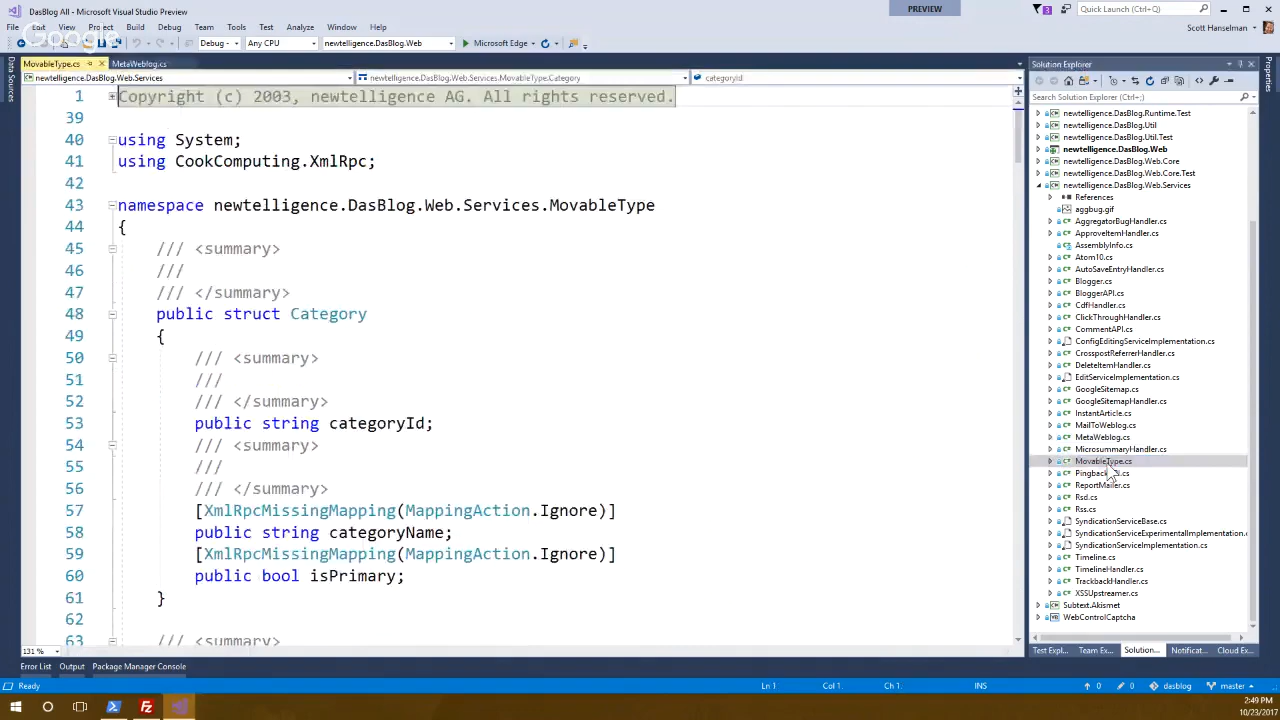 DasBlog All - Microsoft Visual Studio Preview
PREVIEW
3
Quick Launch (Ctrl+Q)
File Edit View Project Build Debug Team Tools Test Analyze Window Help
Scott Hanselman
Google
Debug
Any CPU
newtelligence.DasBlog.Web
Microsoft Edge
Data Sources
MovableType.cs
MetaWeblog.cs
newtelligence.DasBlog.Web.Services
newtelligence.DasBlog.Web.Services.MovableType.Category
categoryId
1 Copyright (c) 2003, newtelligence AG. All rights reserved.
39
40 using System;
41 using CookComputing.XmlRpc;
42
43 namespace newtelligence.DasBlog.Web.Services.MovableType
44 {
45 /// <summary>
46 ///
47 /// </summary>
48 public struct Category
49 {
50 /// <summary>
51 ///
52 /// </summary>
53 public string categoryId;
54 /// <summary>
55 ///
56 /// </summary>
57 [XmlRpcMissingMapping(MappingAction.Ignore)]
58 public string categoryName;
59 [XmlRpcMissingMapping(MappingAction.Ignore)]
60 public bool isPrimary;
61 }
62
63 /// <summary>
131 %
Solution Explorer
Search Solution Explorer (Ctrl+;)
newtelligence.DasBlog.Runtime.Test
newtelligence.DasBlog.Util
newtelligence.DasBlog.Util.Test
newtelligence.DasBlog.Web
newtelligence.DasBlog.Web.Core
newtelligence.DasBlog.Web.Core.Test
newtelligence.DasBlog.Web.Services
References
aggbug.gif
AggregatorBugHandler.cs
ApproveItemHandler.cs
AssemblyInfo.cs
Atom10.cs
AutoSaveEntryHandler.cs
Blogger.cs
BloggerAPI.cs
CdfHandler.cs
ClickThroughHandler.cs
CommentAPI.cs
ConfigEditingServiceImplementation.cs
CrosspostReferrerHandler.cs
DeleteItemHandler.cs
EditServiceImplementation.cs
GoogleSitemap.cs
GoogleSitemapHandler.cs
InstantArticle.cs
MailToWeblog.cs
MetaWeblog.cs
MicrosummaryHandler.cs
MovableType.cs
ReportMailer.cs
Rsd.cs
Rss.cs
SyndicationServiceBase.cs
SyndicationServiceExperimentalImplementation.c
SyndicationServiceImplementation.cs
Timeline.cs
TimelineHandler.cs
TrackbackHandler.cs
XSSUpstreamer.cs
Subtext.Akismet
WebControlCaptcha
Properties
Test Expl... Team Ex... Solution... Notificat... Cloud Ex...
Error List Output Package Manager Console
Ready
Ln 1 Col 1 Ch 1 INS
0 0 dasblog master
2:49 PM
10/23/2017